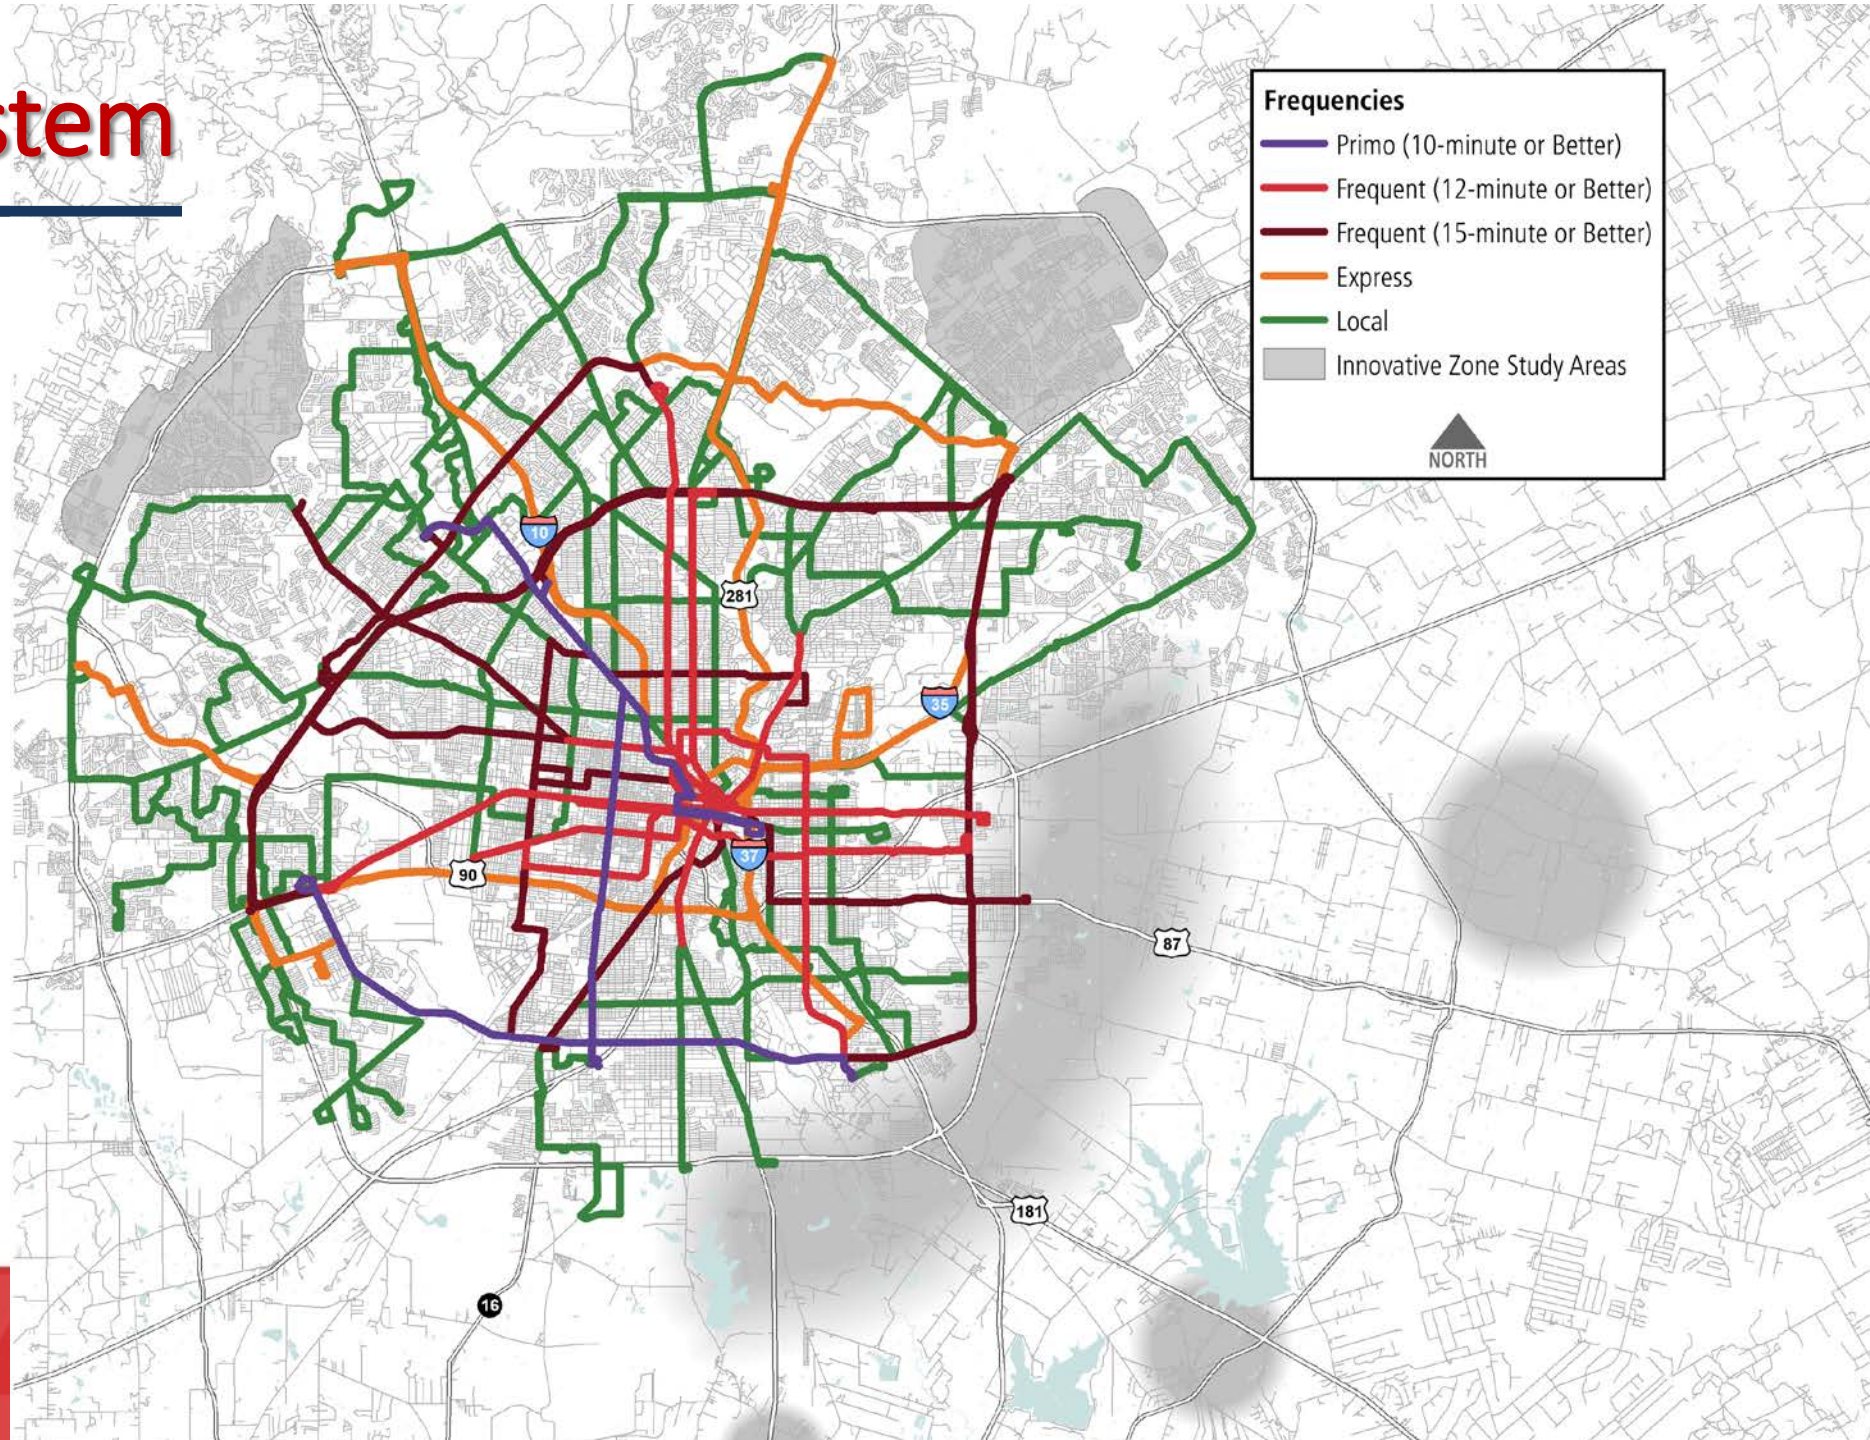 stem
Frequencies
Primo (10-minute or Better)
Frequent (12-minute or Better)
Frequent (15-minute or Better)
Express
Local
Innovative Zone Study Areas
NORTH
10
281
35
37
90
87
181
16